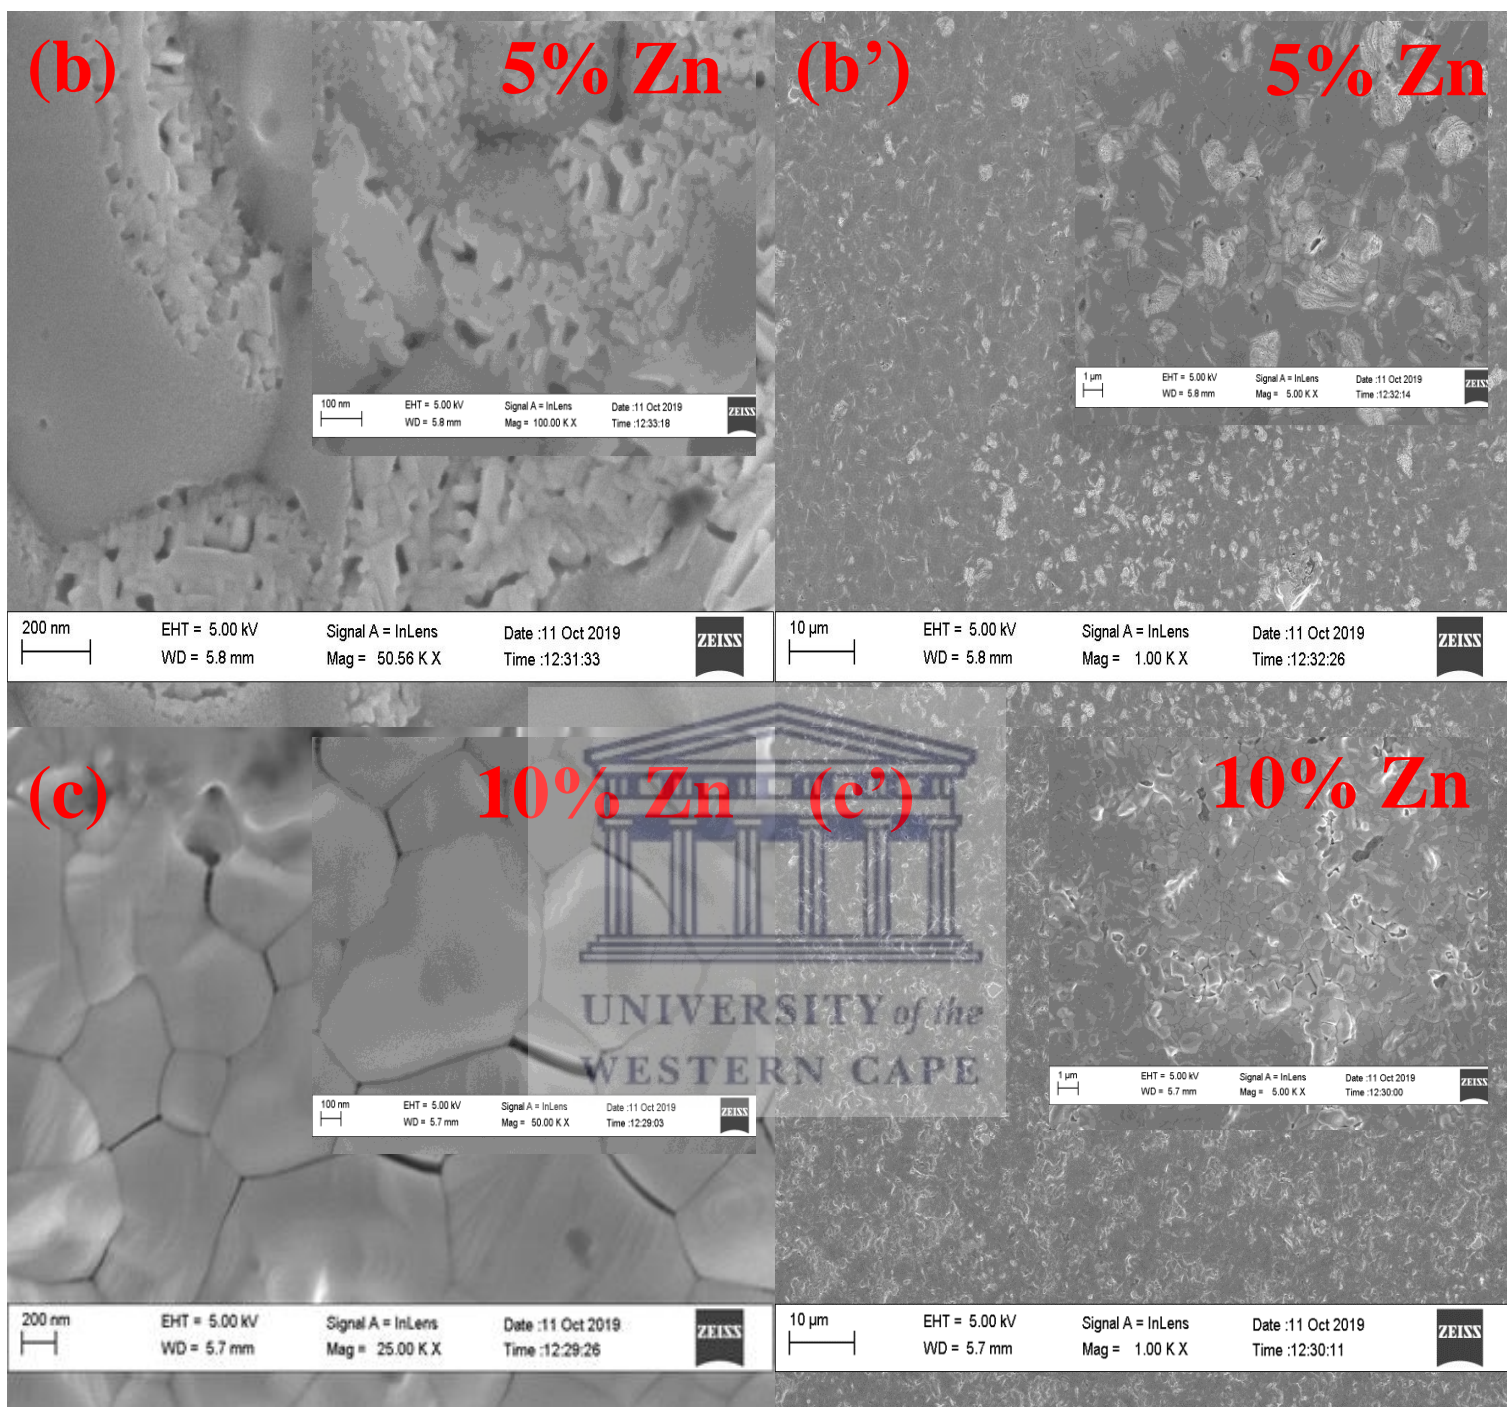 (b)
5% Zn
100 nm
EHT = 5.00 kV
Signal A = InLens
Date :11 Oct 2019
WD = 5.8 mm
Mag = 100.00 K X
Time :12:33:18
ZEISS
200 nm
EHT = 5.00 kV
Signal A = InLens
Date :11 Oct 2019
WD = 5.8 mm
Mag = 50.56 K X
Time :12:31:33
ZEISS
(b’)
5% Zn
1 µm
EHT = 5.00 kV
Signal A = InLens
Date :11 Oct 2019
WD = 5.8 mm
Mag = 5.00 K X
Time :12:32:14
ZEISS
10 µm
EHT = 5.00 kV
Signal A = InLens
Date :11 Oct 2019
WD = 5.8 mm
Mag = 1.00 K X
Time :12:32:26
ZEISS
(c)
10% Zn
100 nm
EHT = 5.00 kV
Signal A = InLens
Date :11 Oct 2019
WD = 5.7 mm
Mag = 50.00 K X
Time :12:29:03
ZEISS
200 nm
EHT = 5.00 kV
Signal A = InLens
Date :11 Oct 2019
WD = 5.7 mm
Mag = 25.00 K X
Time :12:29:26
ZEISS
(c’)
10% Zn
1 µm
EHT = 5.00 kV
Signal A = InLens
Date :11 Oct 2019
WD = 5.7 mm
Mag = 5.00 K X
Time :12:30:00
ZEISS
10 µm
EHT = 5.00 kV
Signal A = InLens
Date :11 Oct 2019
WD = 5.7 mm
Mag = 1.00 K X
Time :12:30:11
ZEISS
UNIVERSITY of the
WESTERN CAPE